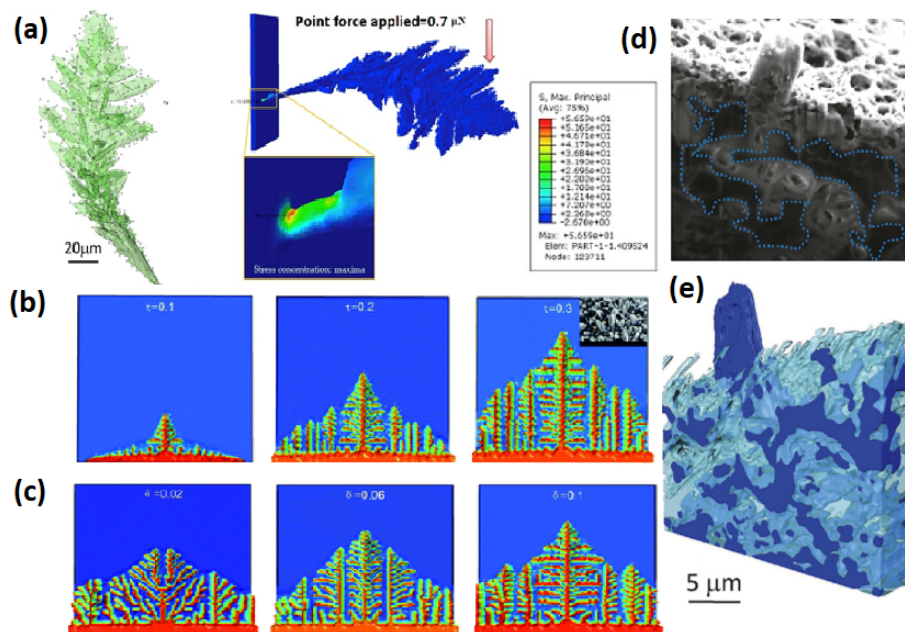 (a)
20μm
Point force applied=0.7 μN
Stress concentration: maxima
S, Max. Principal
(Avg: 75%)
+5.659e+01
+5.165e+01
+4.671e+01
+4.178e+01
+3.684e+01
+3.190e+01
+2.696e+01
+2.202e+01
+1.708e+01
+1.214e+01
+7.207e+00
+2.268e+00
-2.670e+00
Max: +5.659e+01
Elem: PART-1-1.409524
Node: 123711
(d)
(b)
τ=0.1
τ=0.2
τ=0.3
(c)
δ=0.02
δ=0.06
δ=0.1
(e)
5 μm